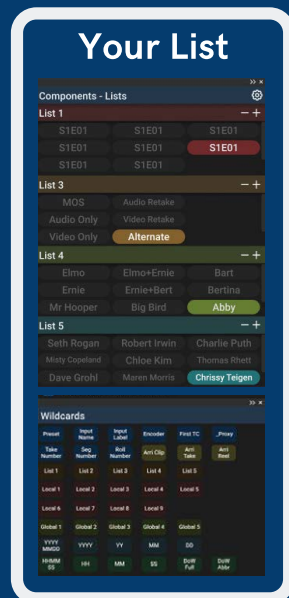 Your List
Components - Lists
List 1
S1E01 S1E01 S1E01
S1E01 S1E01 S1E01
S1E01 S1E01
List 3
MOS Audio Retake
Audio Only Video Retake
Video Only Alternate
List 4
Elmo Elmo+Ernie Bart
Ernie Ernie+Bert Bertina
Mr Hooper Big Bird Abby
List 5
Seth Rogan Robert Irwin Charlie Puth
Misty Copeland Chloe Kim Thomas Rhett
Dave Grohl Maren Morris Chrissy Teigen
Wildcards
Preset Input Name Input Label Encoder First TC _Proxy
Take Number Seg Number Roll Number Arri Clip Arri Take Arri Reel
List 1 List 2 List 3 List 4 List 5
Local 1 Local 2 Local 3 Local 4 Local 5
Local 6 Local 7 Local 8 Local 9
Global 1 Global 2 Global 3 Global 4 Global 5
YYYY MMDD YYYY YY MM DD
HHMM SS HH MM SS DoW Full DoW Abbr